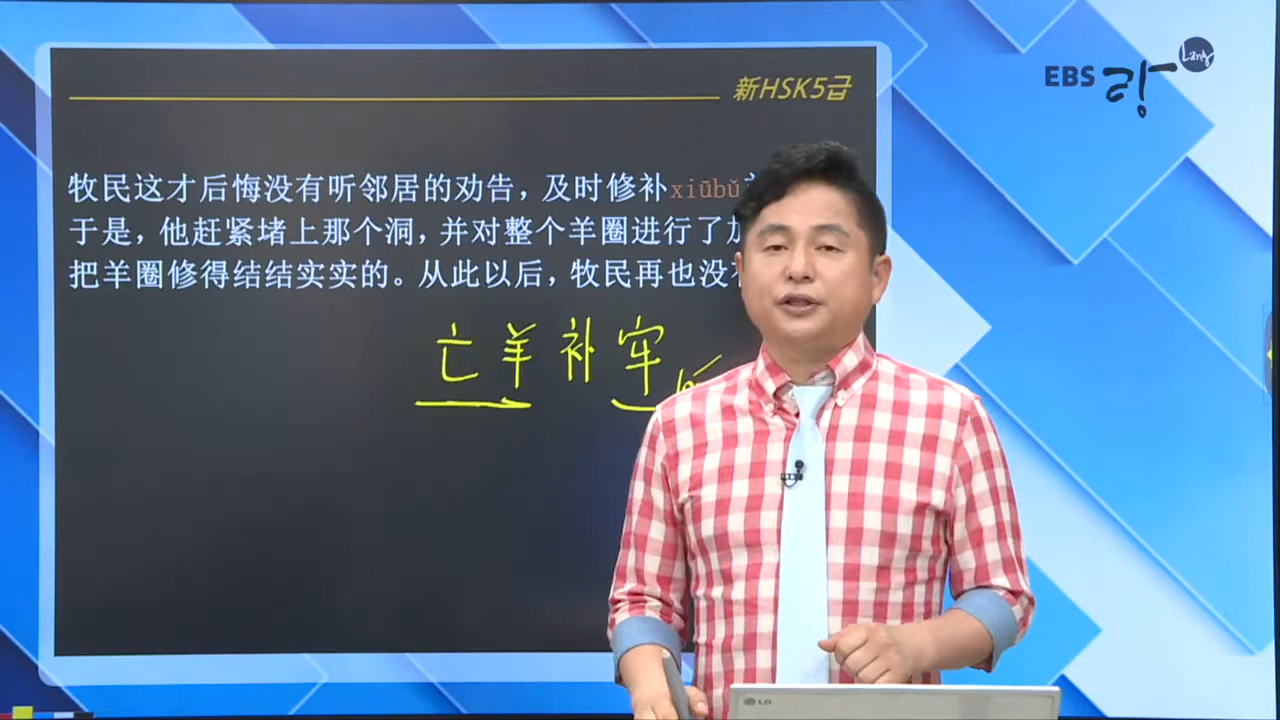 EBS 랑 Lang
新HSK5급
牧民这才后悔没有听邻居的劝告，及时修补xiūbǔ
于是，他赶紧堵上那个洞，并对整个羊圈进行了
把羊圈修得结结实实的。从此以后，牧民再也没
亡羊补牢
LG